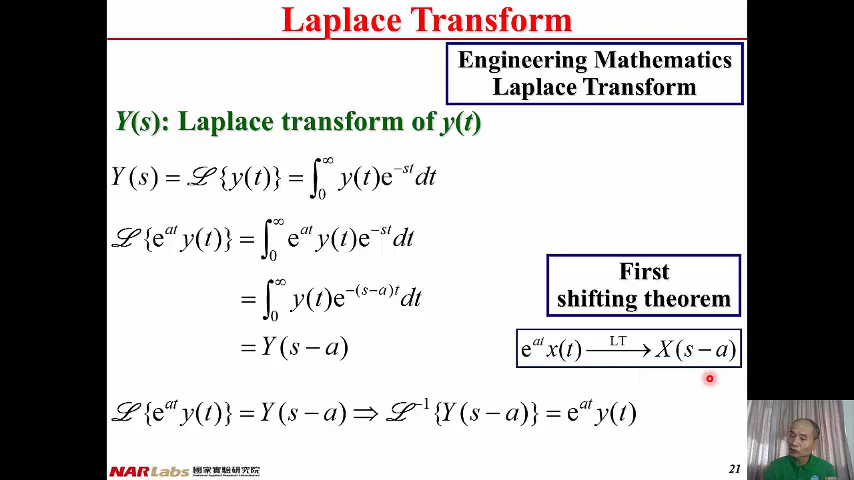 Laplace Transform
Engineering Mathematics
Laplace Transform
Y(s): Laplace transform of y(t)
Y(s) = ℒ{y(t)} = ∫₀^∞ y(t)e^{−st}dt
ℒ{e^{at}y(t)} = ∫₀^∞ e^{at}y(t)e^{−st}dt
= ∫₀^∞ y(t)e^{−(s−a)t}dt
= Y(s − a)
First
shifting theorem
e^{at}x(t) —LT→ X(s − a)
ℒ{e^{at}y(t)} = Y(s − a) ⇒ ℒ^{−1}{Y(s − a)} = e^{at}y(t)
NARLabs 國家實驗研究院
21